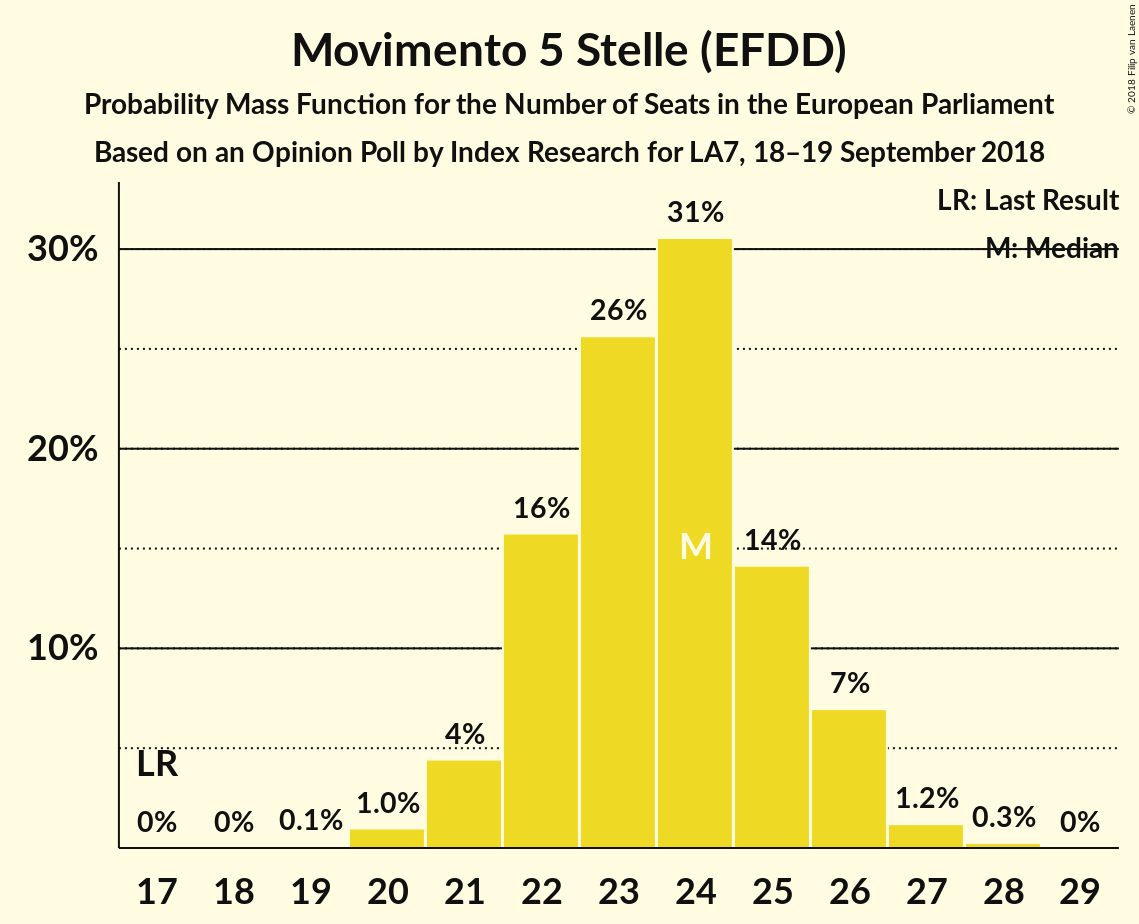 Movimento 5 Stelle (EFDD)
Probability Mass Function for the Number of Seats in the European Parliament
Based on an Opinion Poll by Index Research for LA7, 18–19 September 2018
© 2018 Filip van Laenen
LR: Last Result
M: Median
30%
20%
10%
31%
26%
16%
M
14%
7%
4%
LR
0%
0%
0.1%
1.0%
1.2%
0.3%
0%
17 18 19 20 21 22 23 24 25 26 27 28 29